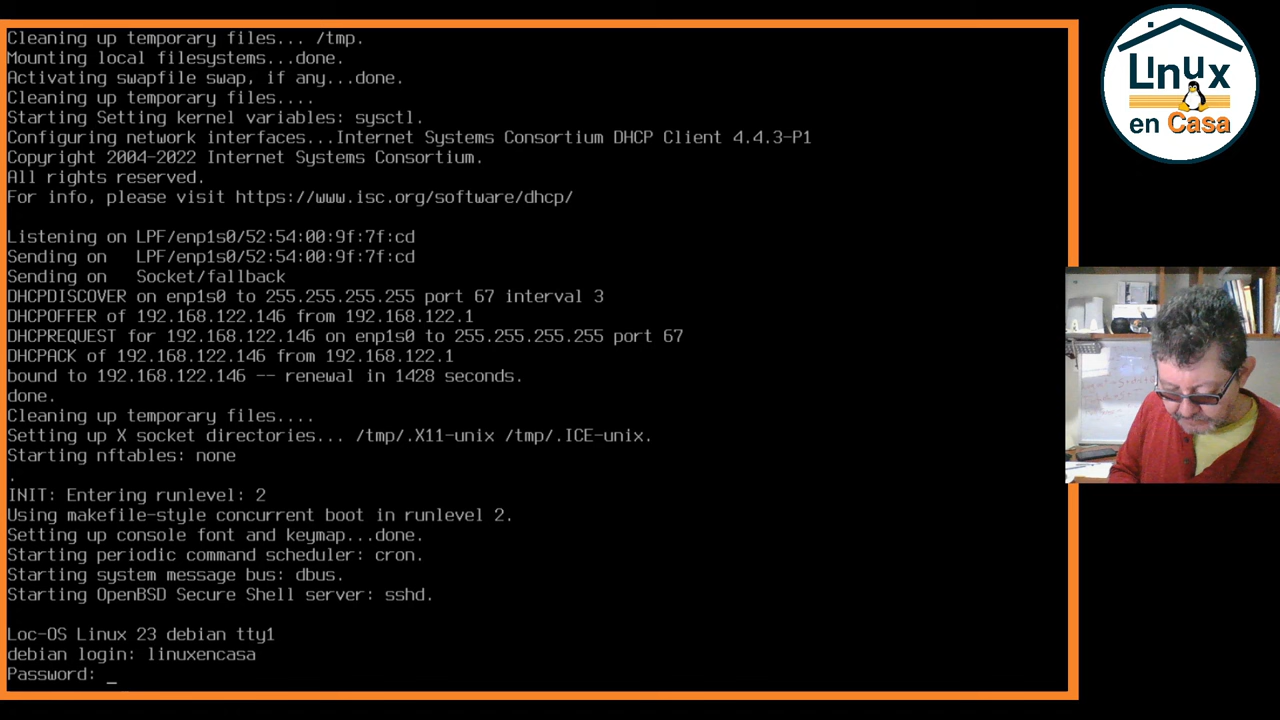 Cleaning up temporary files... /tmp.
Mounting local filesystems...done.
Activating swapfile swap, if any...done.
Cleaning up temporary files....
Starting Setting kernel variables: sysctl.
Configuring network interfaces...Internet Systems Consortium DHCP Client 4.4.3-P1
Copyright 2004-2022 Internet Systems Consortium.
All rights reserved.
For info, please visit https://www.isc.org/software/dhcp/
Listening on LPF/enp1s0/52:54:00:9f:7f:cd
Sending on   LPF/enp1s0/52:54:00:9f:7f:cd
Sending on   Socket/fallback
DHCPDISCOVER on enp1s0 to 255.255.255.255 port 67 interval 3
DHCPOFFER of 192.168.122.146 from 192.168.122.1
DHCPREQUEST for 192.168.122.146 on enp1s0 to 255.255.255.255 port 67
DHCPACK of 192.168.122.146 from 192.168.122.1
bound to 192.168.122.146 -- renewal in 1428 seconds.
done.
Cleaning up temporary files....
Setting up X socket directories... /tmp/.X11-unix /tmp/.ICE-unix.
Starting nftables: none
.
INIT: Entering runlevel: 2
Using makefile-style concurrent boot in runlevel 2.
Setting up console font and keymap...done.
Starting periodic command scheduler: cron.
Starting system message bus: dbus.
Starting OpenBSD Secure Shell server: sshd.
Loc-OS Linux 23 debian tty1
debian login: linuxencasa
Password: _
Linux
en Casa